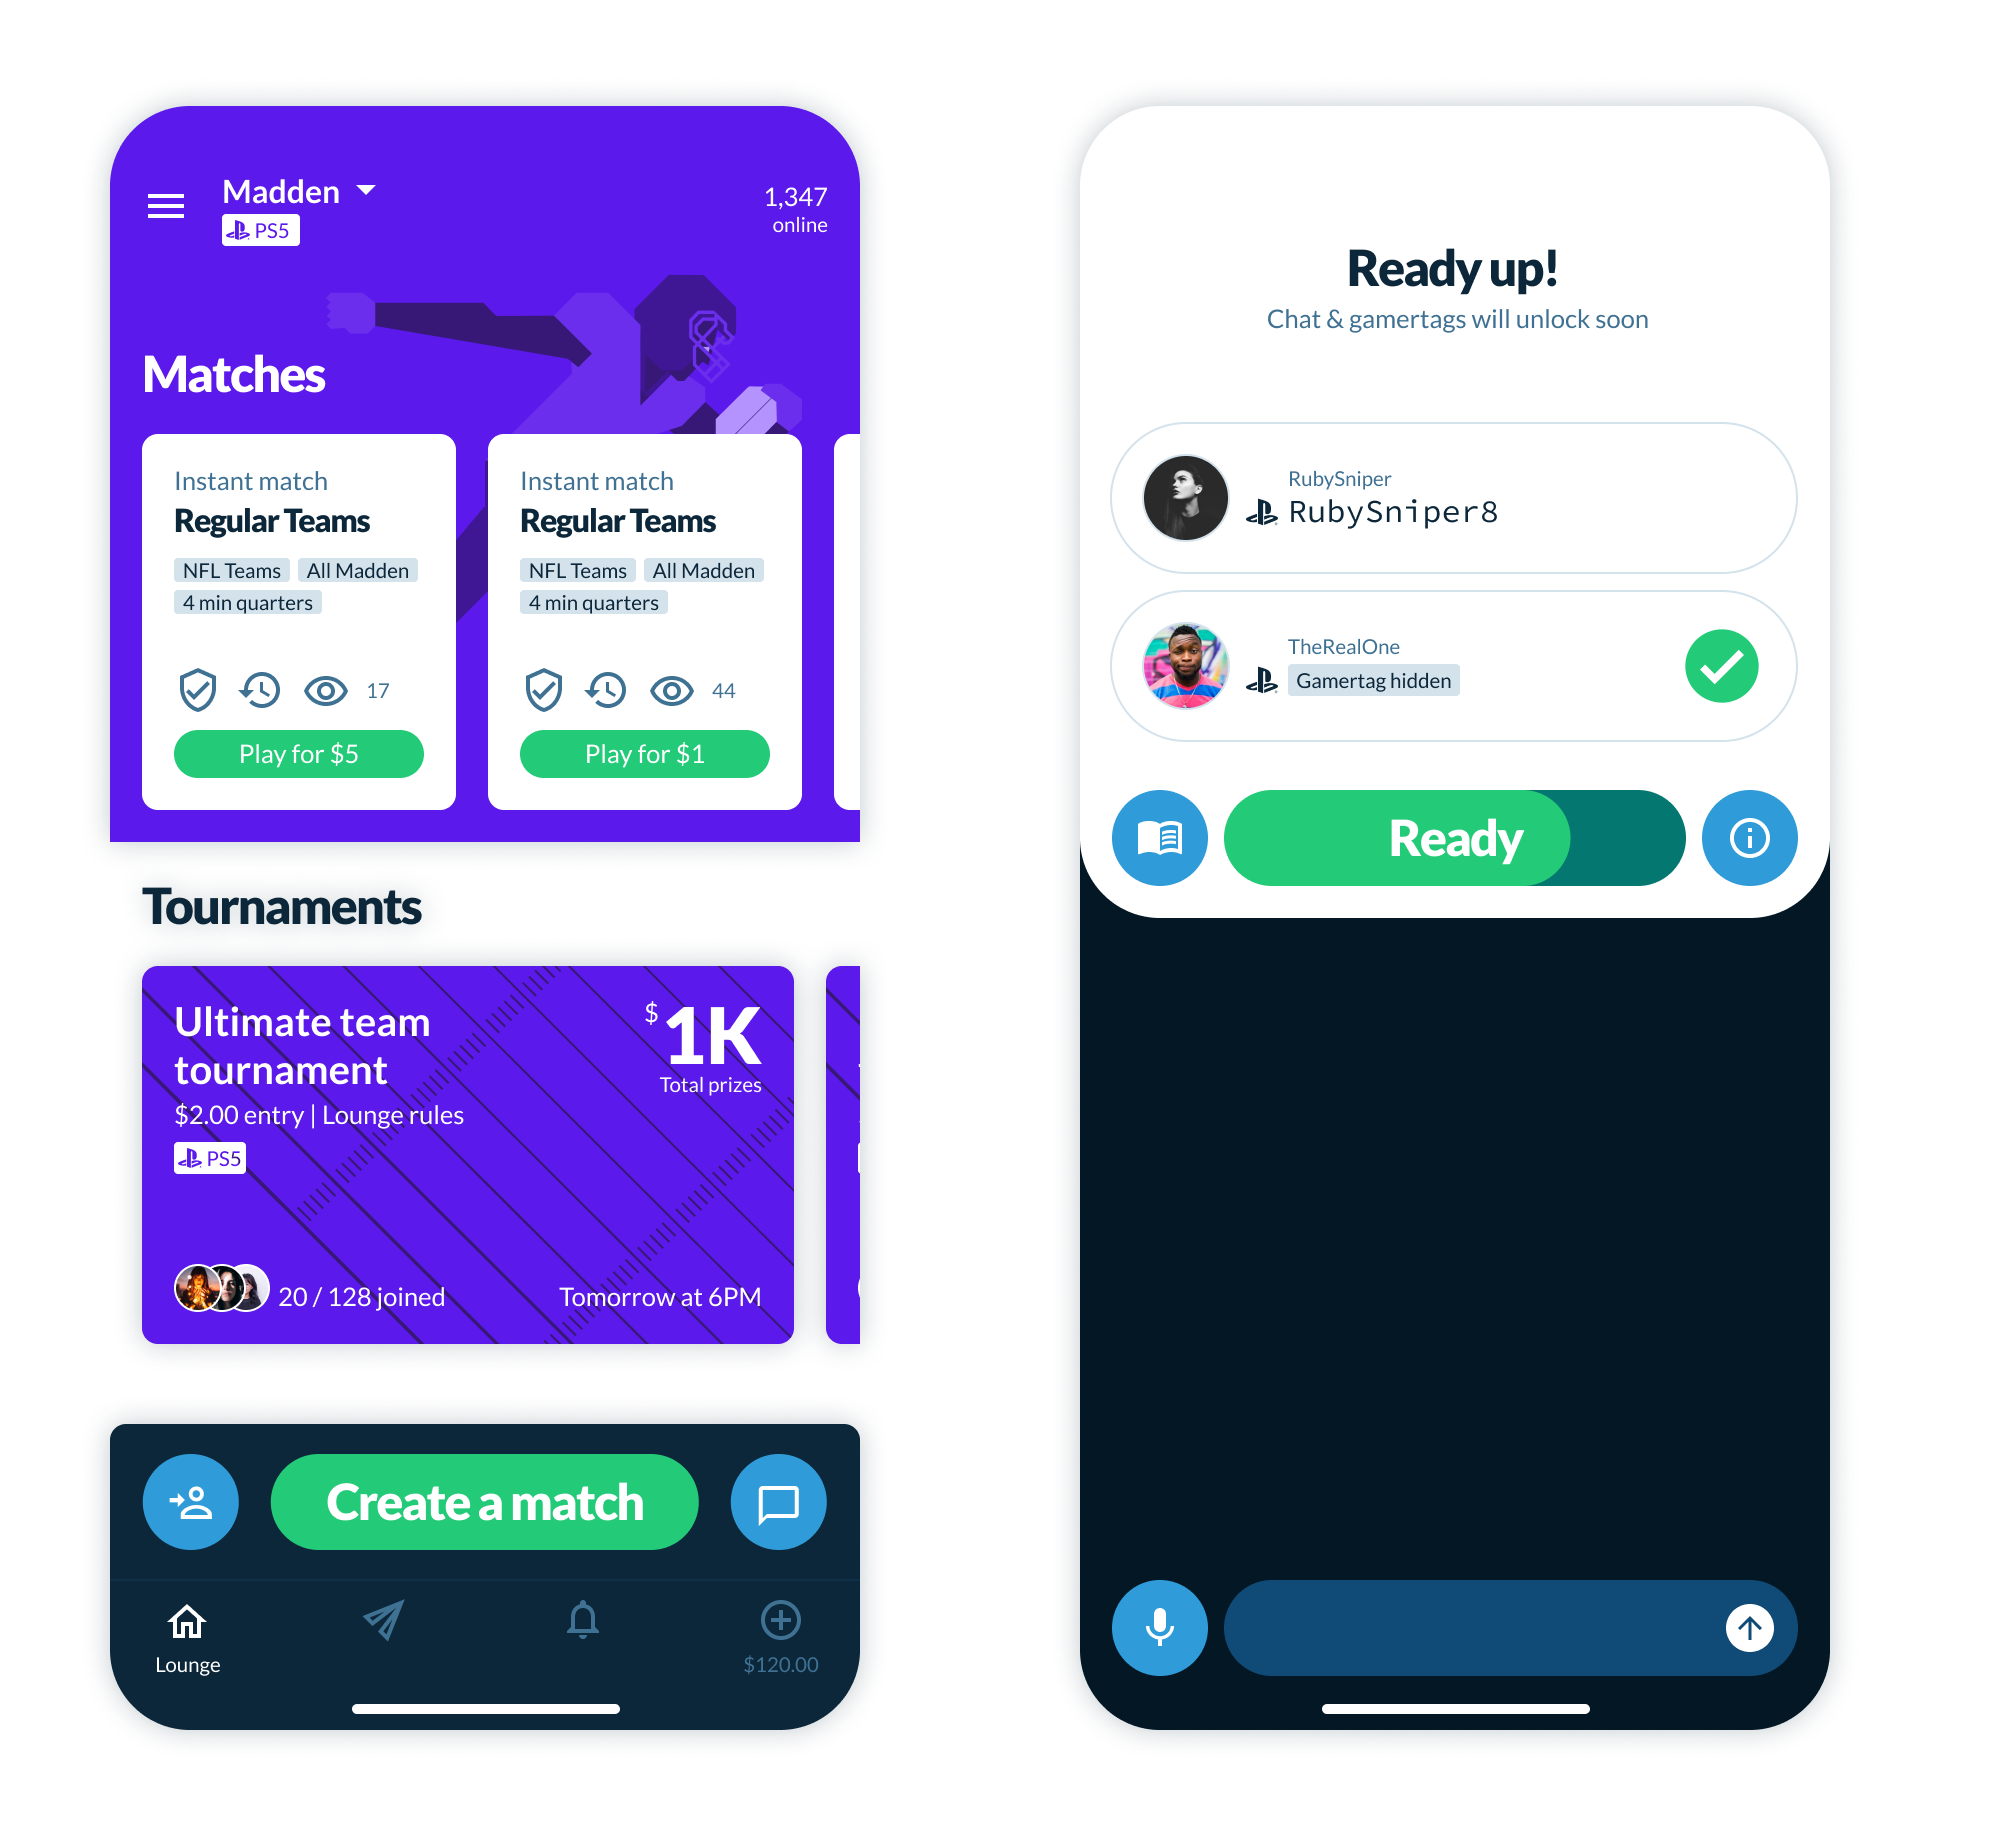 Madden
PS5
1,347
online
Matches
Instant match
Regular Teams
NFL Teams
All Madden
4 min quarters
17
Play for $5
Instant match
Regular Teams
NFL Teams
All Madden
4 min quarters
44
Play for $1
Tournaments
Ultimate team
tournament
$2.00 entry | Lounge rules
PS5
$1K
Total prizes
20 / 128 joined
Tomorrow at 6PM
Create a match
Lounge
$120.00
Ready up!
Chat & gamertags will unlock soon
RubySniper
RubySniper8
TheRealOne
Gamertag hidden
Ready